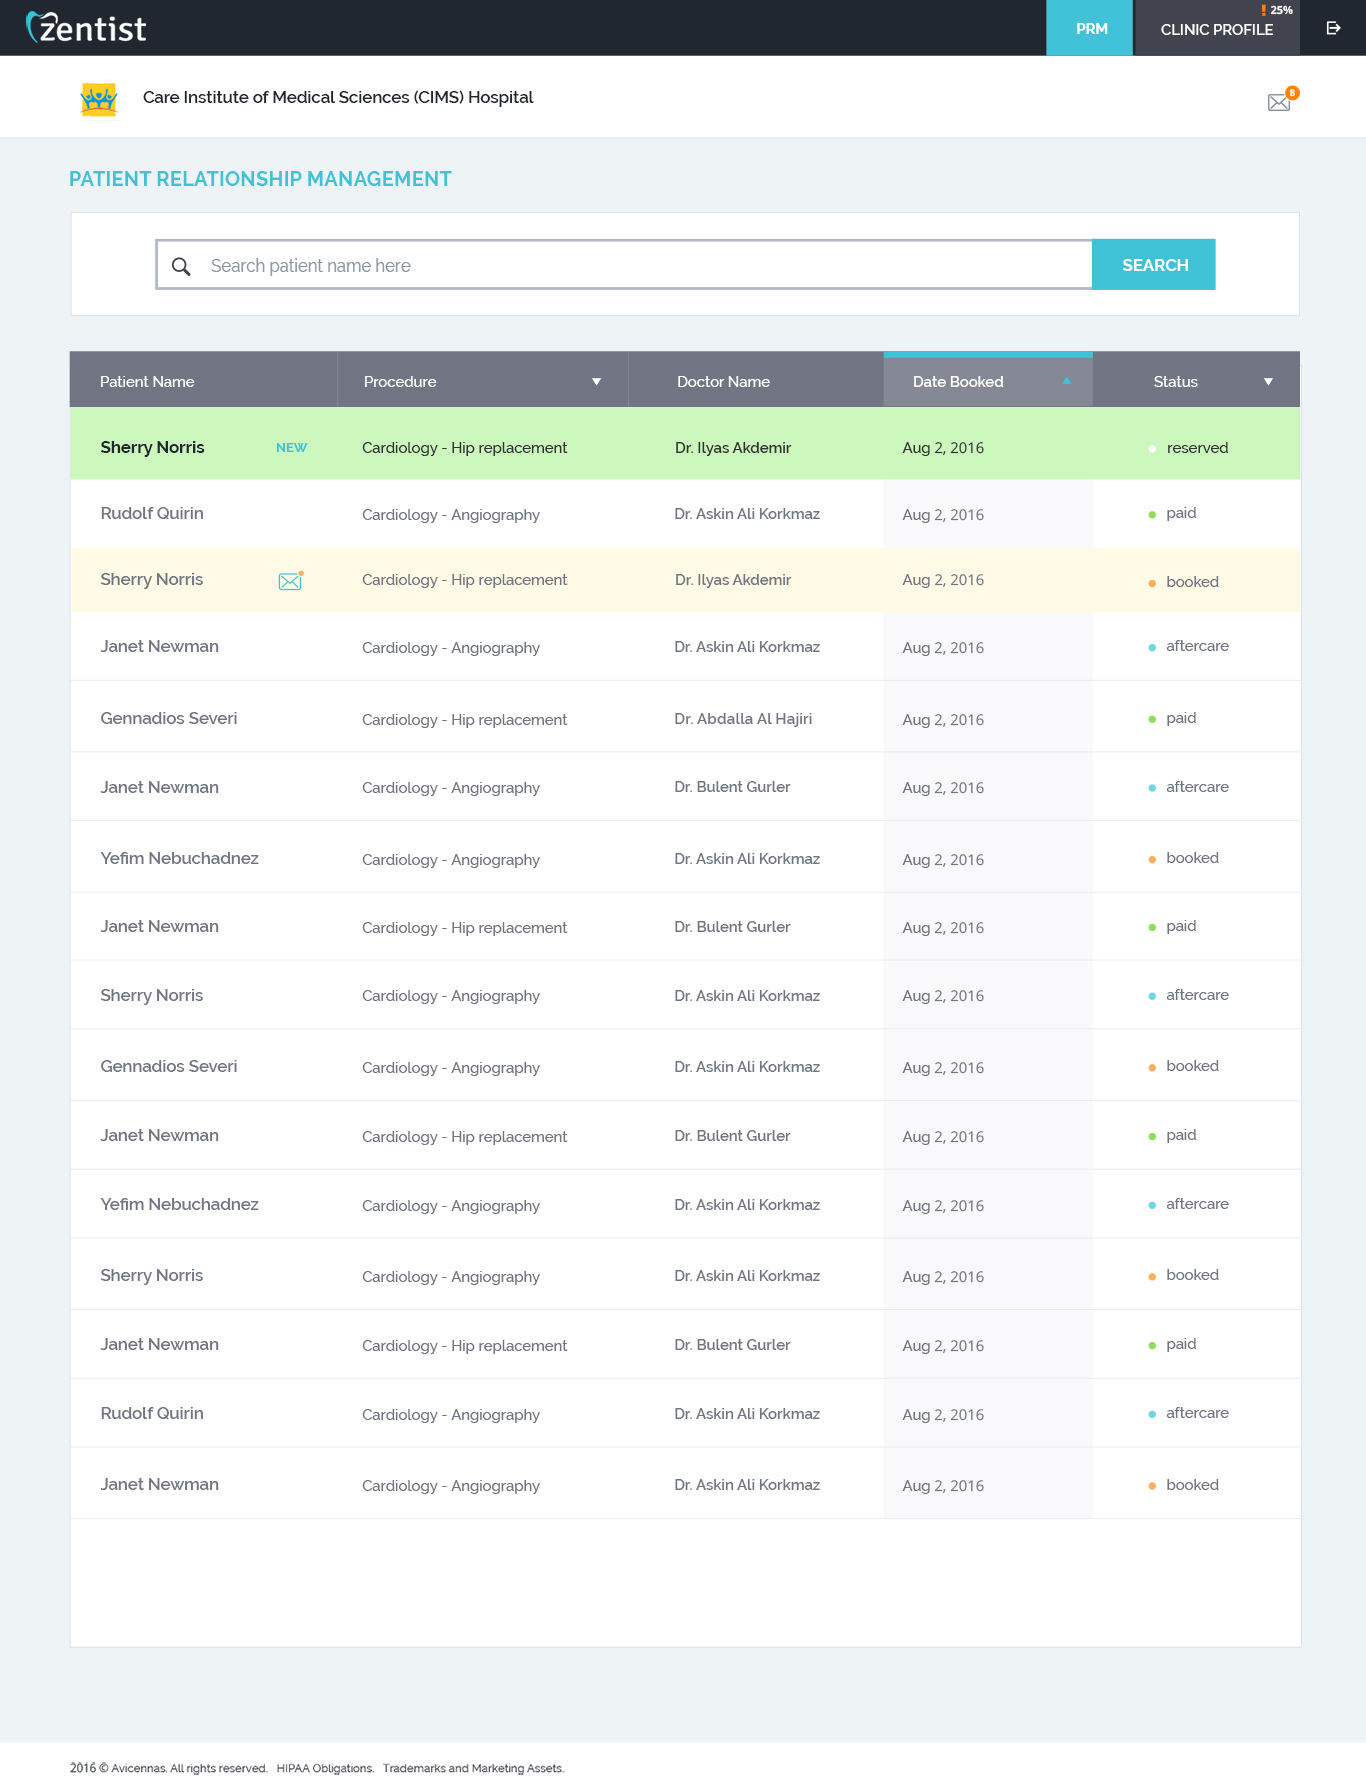 Zentist
PRM
25%
CLINIC PROFILE
Care Institute of Medical Sciences (CIMS) Hospital
8
PATIENT RELATIONSHIP MANAGEMENT
Search patient name here
SEARCH
Patient Name Procedure Doctor Name Date Booked Status
Sherry Norris NEW Cardiology - Hip replacement Dr. Ilyas Akdemir Aug 2, 2016 reserved
Rudolf Quirin Cardiology - Angiography Dr. Askin Ali Korkmaz Aug 2, 2016 paid
Sherry Norris Cardiology - Hip replacement Dr. Ilyas Akdemir Aug 2, 2016 booked
Janet Newman Cardiology - Angiography Dr. Askin Ali Korkmaz Aug 2, 2016 aftercare
Gennadios Severi Cardiology - Hip replacement Dr. Abdalla Al Hajiri Aug 2, 2016 paid
Janet Newman Cardiology - Angiography Dr. Bulent Gurler Aug 2, 2016 aftercare
Yefim Nebuchadnez Cardiology - Angiography Dr. Askin Ali Korkmaz Aug 2, 2016 booked
Janet Newman Cardiology - Hip replacement Dr. Bulent Gurler Aug 2, 2016 paid
Sherry Norris Cardiology - Angiography Dr. Askin Ali Korkmaz Aug 2, 2016 aftercare
Gennadios Severi Cardiology - Angiography Dr. Askin Ali Korkmaz Aug 2, 2016 booked
Janet Newman Cardiology - Hip replacement Dr. Bulent Gurler Aug 2, 2016 paid
Yefim Nebuchadnez Cardiology - Angiography Dr. Askin Ali Korkmaz Aug 2, 2016 aftercare
Sherry Norris Cardiology - Angiography Dr. Askin Ali Korkmaz Aug 2, 2016 booked
Janet Newman Cardiology - Hip replacement Dr. Bulent Gurler Aug 2, 2016 paid
Rudolf Quirin Cardiology - Angiography Dr. Askin Ali Korkmaz Aug 2, 2016 aftercare
Janet Newman Cardiology - Angiography Dr. Askin Ali Korkmaz Aug 2, 2016 booked
2016 © Avicennas. All rights reserved. HIPAA Obligations. Trademarks and Marketing Assets.